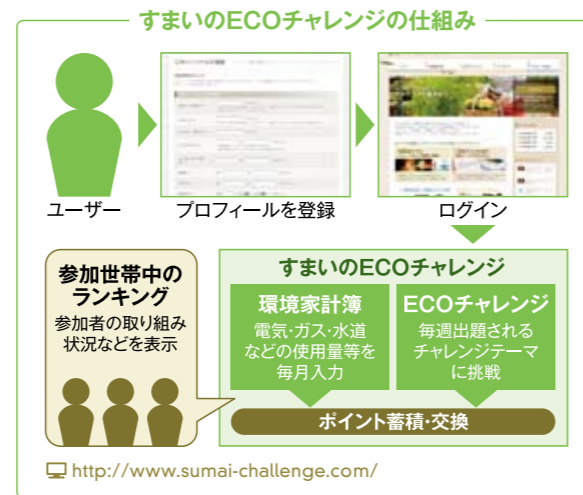 すまいのECOチャレンジの仕組み
ユーザー
プロフィールを登録
ログイン
参加世帯中の
ランキング
参加者の取り組み
状況などを表示
すまいのECOチャレンジ
環境家計簿
電気・ガス・水道
などの使用量等を
毎月入力
ECOチャレンジ
毎週出題される
チャレンジテーマ
に挑戦
ポイント蓄積・交換
http://www.sumai-challenge.com/